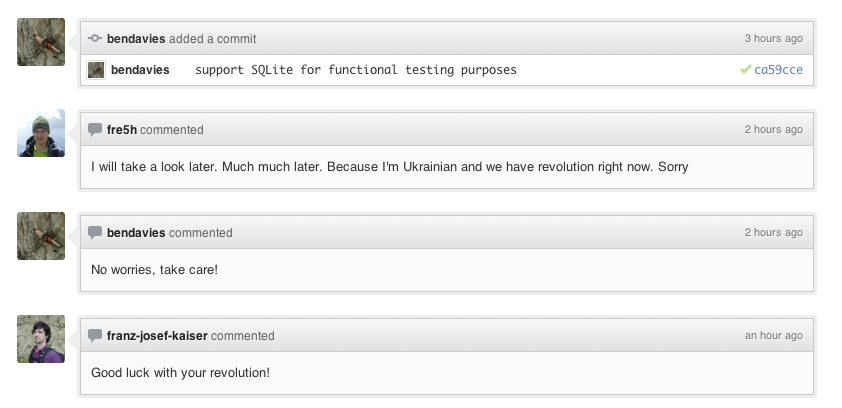 bendavies added a commit 3 hours ago
bendavies support SQLite for functional testing purposes ca59cce
fre5h commented 2 hours ago
I will take a look later. Much much later. Because I'm Ukrainian and we have revolution right now. Sorry
bendavies commented 2 hours ago
No worries, take care!
franz-josef-kaiser commented an hour ago
Good luck with your revolution!